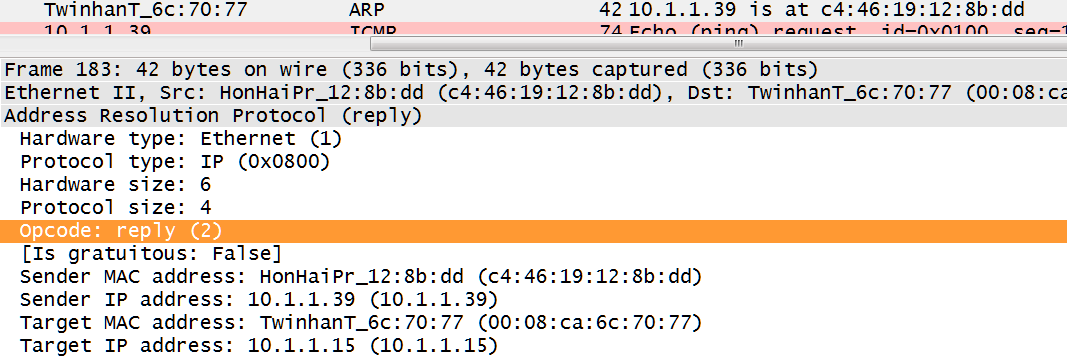 TwinhanT_6c:70:77 ARP 42 10.1.1.39 is at c4:46:19:12:8b:dd
10.1.1.39 ICMP 74 Echo (ping) request id=0x0100, seq=1
Frame 183: 42 bytes on wire (336 bits), 42 bytes captured (336 bits)
Ethernet II, Src: HonHaiPr_12:8b:dd (c4:46:19:12:8b:dd), Dst: TwinhanT_6c:70:77 (00:08:ca
Address Resolution Protocol (reply)
Hardware type: Ethernet (1)
Protocol type: IP (0x0800)
Hardware size: 6
Protocol size: 4
Opcode: reply (2)
[Is gratuitous: False]
Sender MAC address: HonHaiPr_12:8b:dd (c4:46:19:12:8b:dd)
Sender IP address: 10.1.1.39 (10.1.1.39)
Target MAC address: TwinhanT_6c:70:77 (00:08:ca:6c:70:77)
Target IP address: 10.1.1.15 (10.1.1.15)